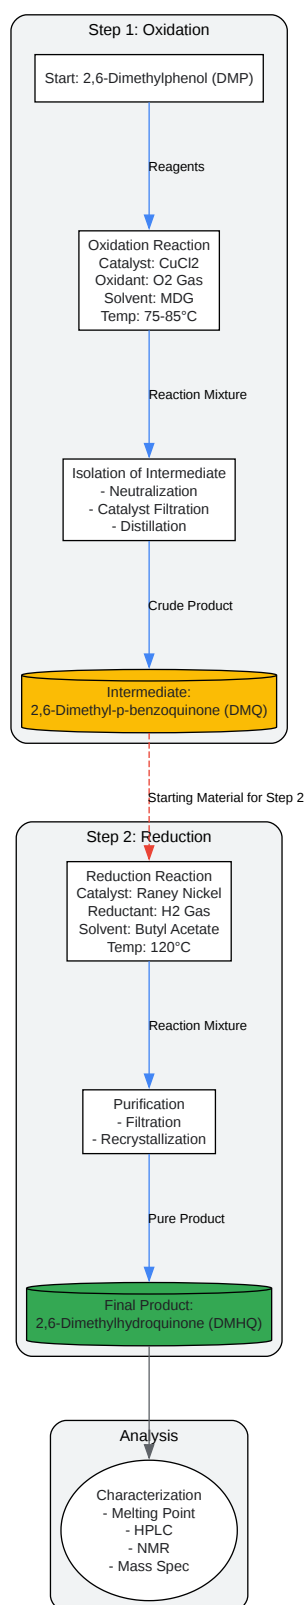 Step 1: Oxidation
Start: 2,6-Dimethylphenol (DMP)
Reagents
Oxidation Reaction
Catalyst: CuCl2
Oxidant: O2 Gas
Solvent: MDG
Temp: 75-85°C
Reaction Mixture
Isolation of Intermediate
- Neutralization
- Catalyst Filtration
- Distillation
Crude Product
Intermediate:
2,6-Dimethyl-p-benzoquinone (DMQ)
Starting Material for Step 2
Step 2: Reduction
Reduction Reaction
Catalyst: Raney Nickel
Reductant: H2 Gas
Solvent: Butyl Acetate
Temp: 120°C
Reaction Mixture
Purification
- Filtration
- Recrystallization
Pure Product
Final Product:
2,6-Dimethylhydroquinone (DMHQ)
Analysis
Characterization
- Melting Point
- HPLC
- NMR
- Mass Spec